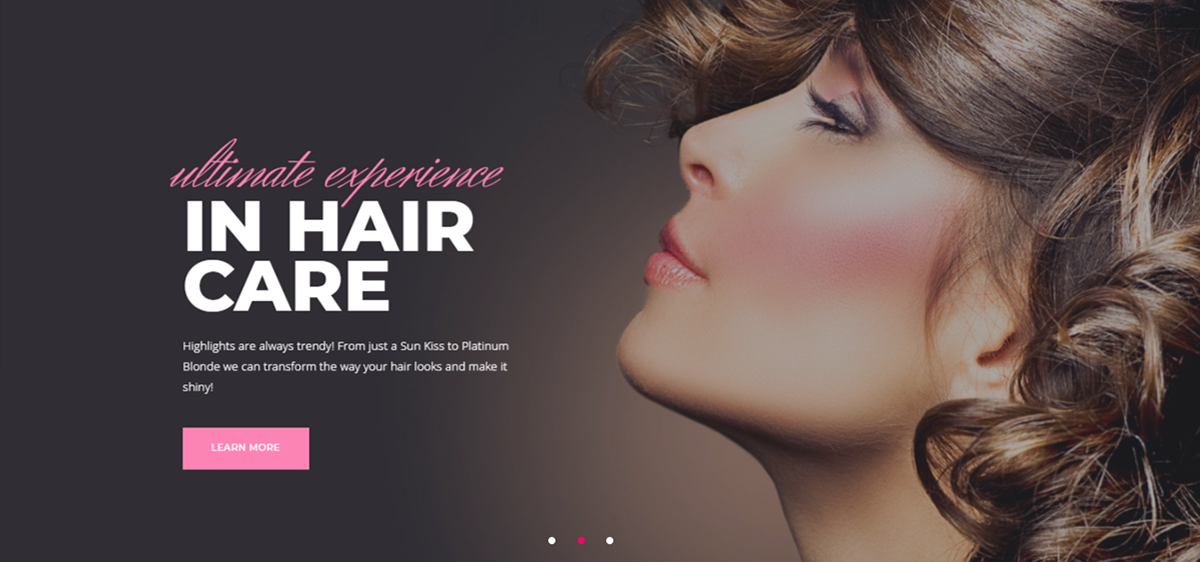 ultimate experience
IN HAIR
CARE
Highlights are always trendy! From just a Sun Kiss to Platinum
Blonde we can transform the way your hair looks and make it
shiny!
LEARN MORE